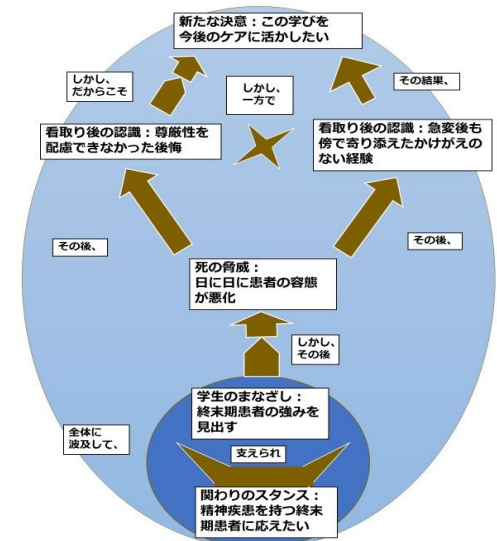 新たな決意：この学びを
今後のケアに活かしたい
しかし、
だからこそ
しかし、
一方で
その結果、
看取り後の認識：尊厳性を
配慮できなかった後悔
看取り後の認識：急変後も
傍で寄り添えたかけがえの
ない経験
その後、
その後、
死の脅威：
日に日に患者の容態
が悪化
しかし、
その後
学生のまなざし：
終末期患者の強みを
見出す
全体に
波及して、
支えられ
関わりのスタンス：
精神疾患を持つ終末
期患者に応えたい